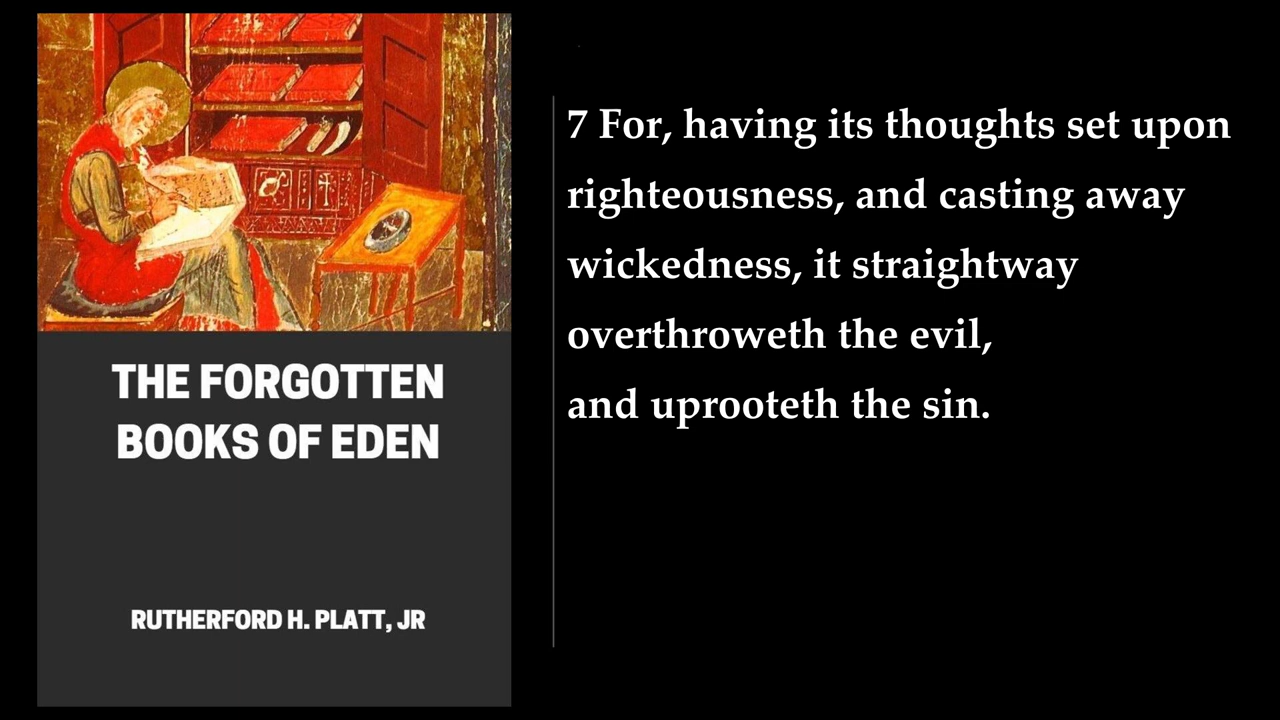 THE FORGOTTEN
BOOKS OF EDEN
RUTHERFORD H. PLATT, JR
7 For, having its thoughts set upon
righteousness, and casting away
wickedness, it straightway
overthroweth the evil,
and uprooteth the sin.